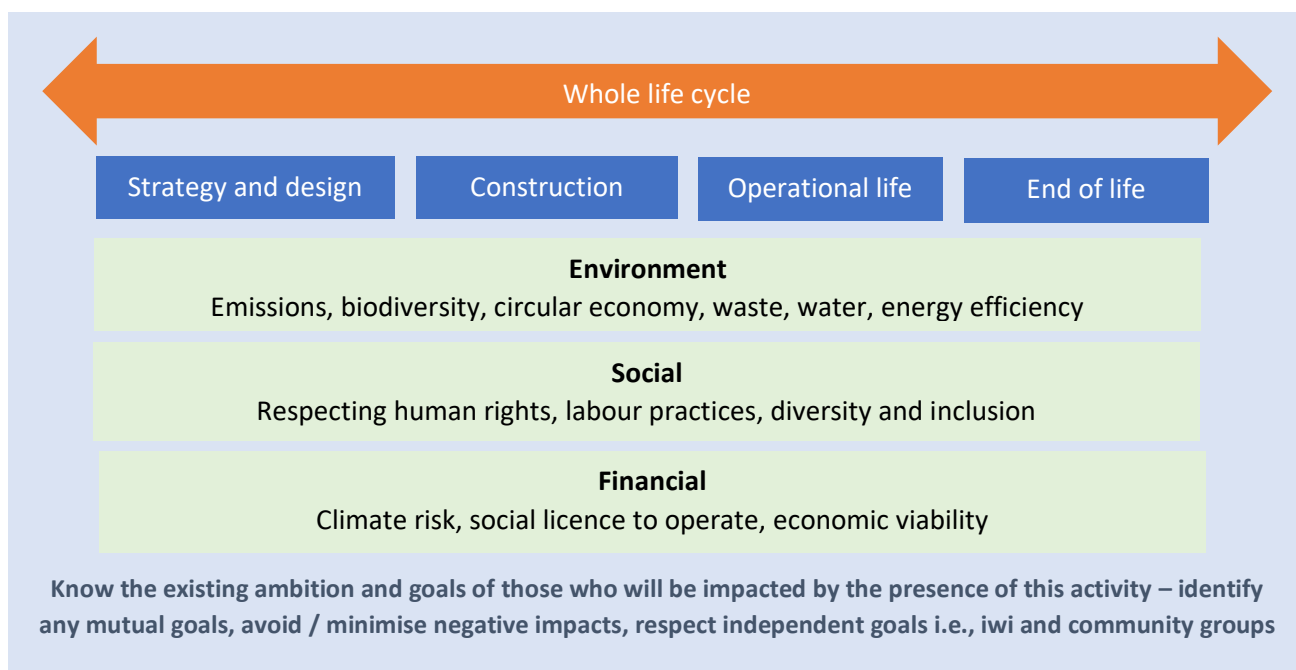 Whole life cycle
Strategy and design
Construction
Operational life
End of life
Environment
Emissions, biodiversity, circular economy, waste, water, energy efficiency
Social
Respecting human rights, labour practices, diversity and inclusion
Financial
Climate risk, social licence to operate, economic viability
Know the existing ambition and goals of those who will be impacted by the presence of this activity – identify
any mutual goals, avoid / minimise negative impacts, respect independent goals i.e., iwi and community groups